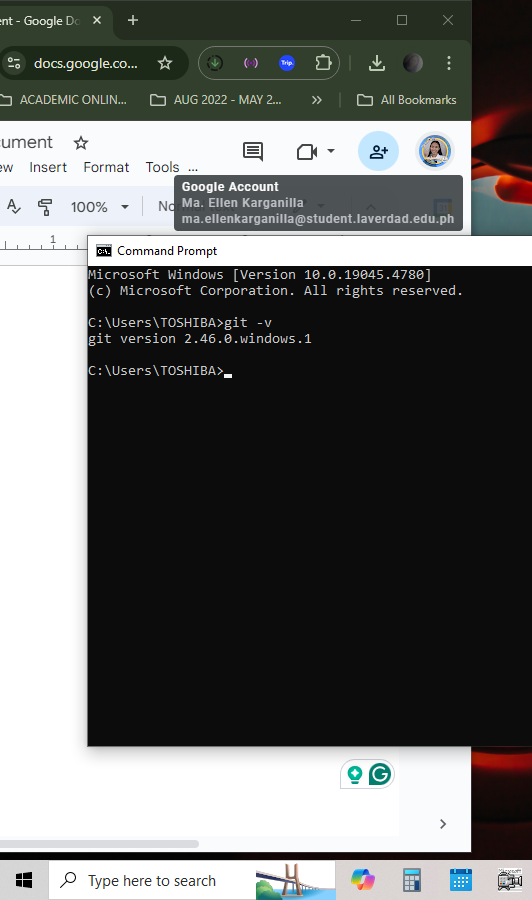 ent - Google Do
docs.google.co...
Trip.
ACADEMIC ONLIN...
AUG 2022 - MAY 2...
All Bookmarks
cument
ew Insert Format Tools ...
100%
Google Account
Ma. Ellen Karganilla
ma.ellenkarganilla@student.laverdad.edu.ph
1
Command Prompt
Microsoft Windows [Version 10.0.19045.4780]
(c) Microsoft Corporation. All rights reserved.
C:\Users\TOSHIBA>git -v
git version 2.46.0.windows.1
C:\Users\TOSHIBA>
Type here to search